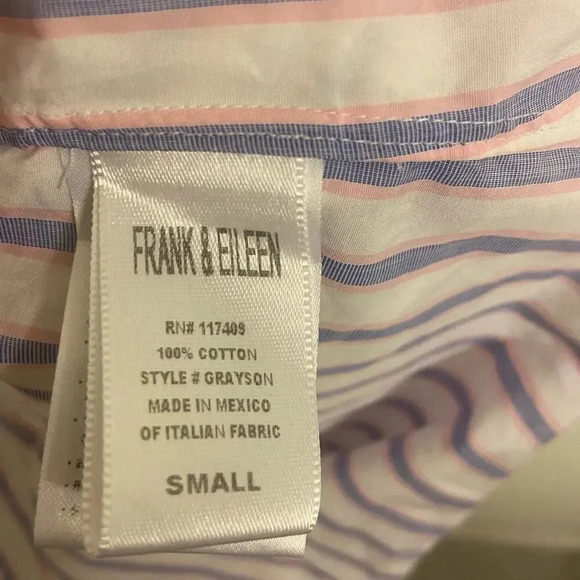 FRANK & EILEEN
RN# 117409
100% COTTON
STYLE # GRAYSON
MADE IN MEXICO
OF ITALIAN FABRIC
SMALL